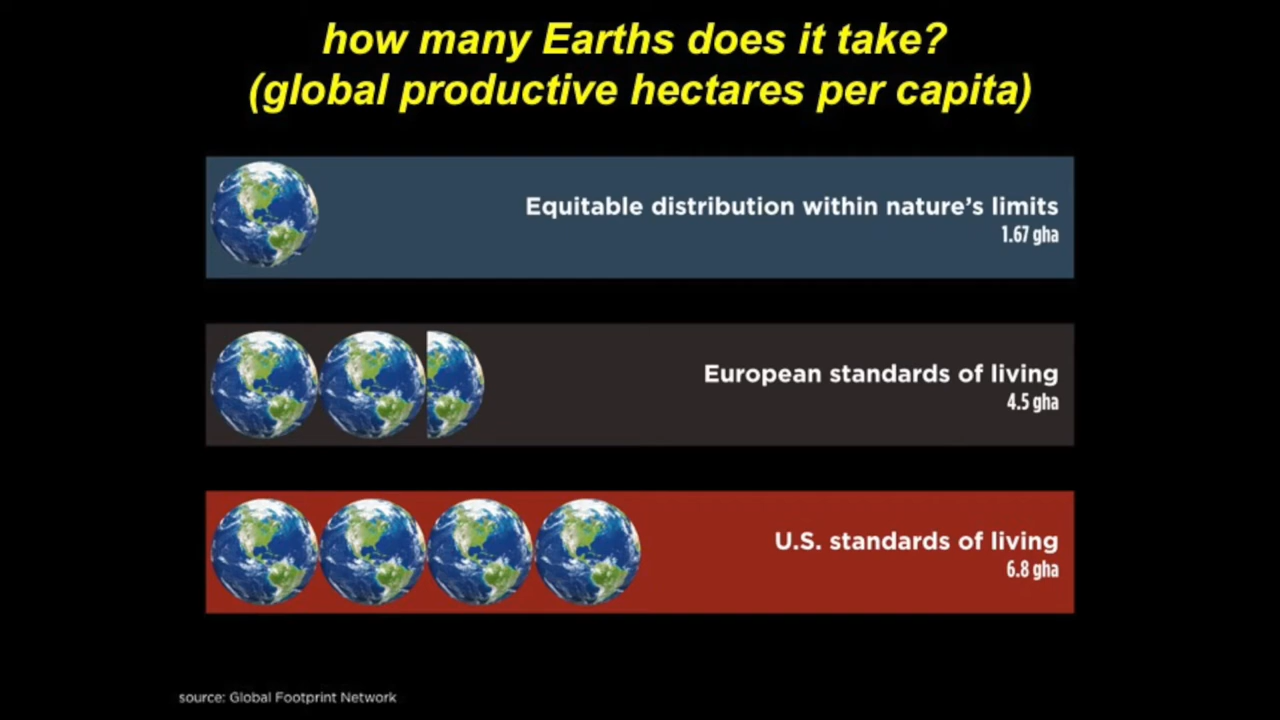 how many Earths does it take?
(global productive hectares per capita)
Equitable distribution within nature's limits
1.67 gha
European standards of living
4.5 gha
U.S. standards of living
6.8 gha
source: Global Footprint Network